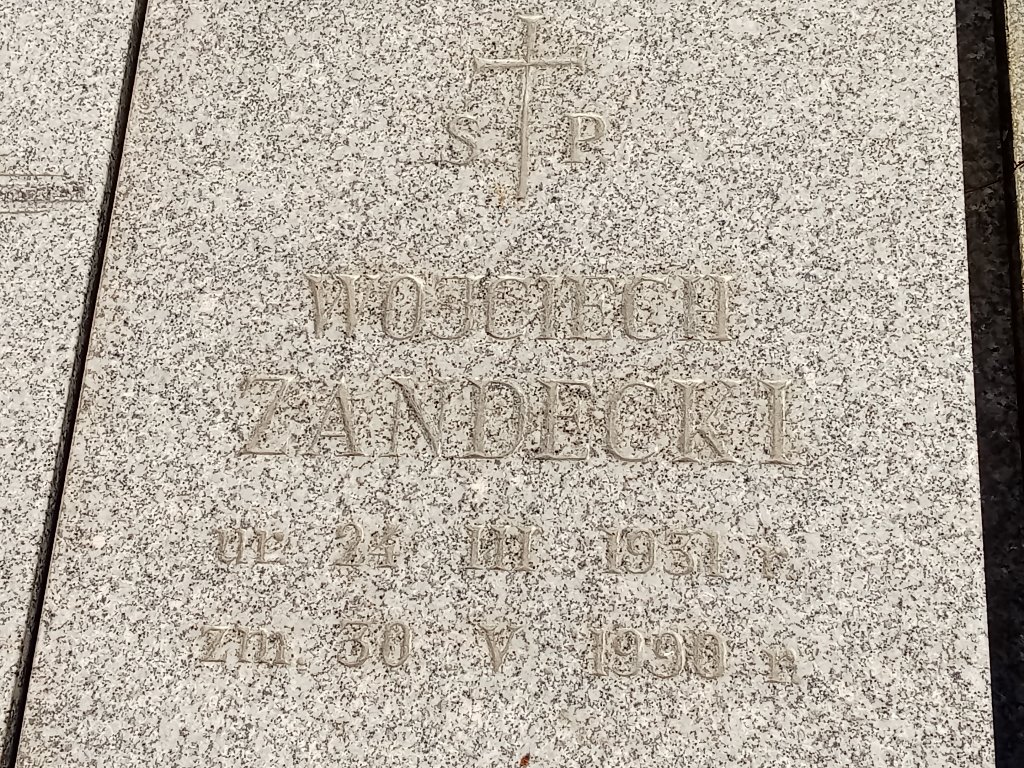 S P
WOJCIECH
ZANDECKI
ur. 24 III 1931 r.
zm. 30 V 1990 r.